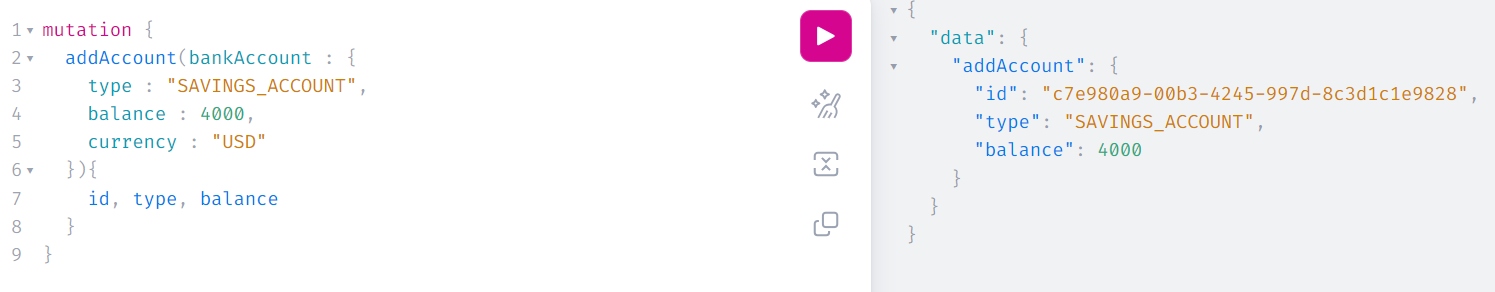 1 mutation {
2 addAccount(bankAccount : {
3 type : "SAVINGS_ACCOUNT",
4 balance : 4000,
5 currency : "USD"
6 }){
7 id, type, balance
8 }
9 }
{
"data": {
"addAccount": {
"id": "c7e980a9-00b3-4245-997d-8c3d1c1e9828",
"type": "SAVINGS_ACCOUNT",
"balance": 4000
}
}
}